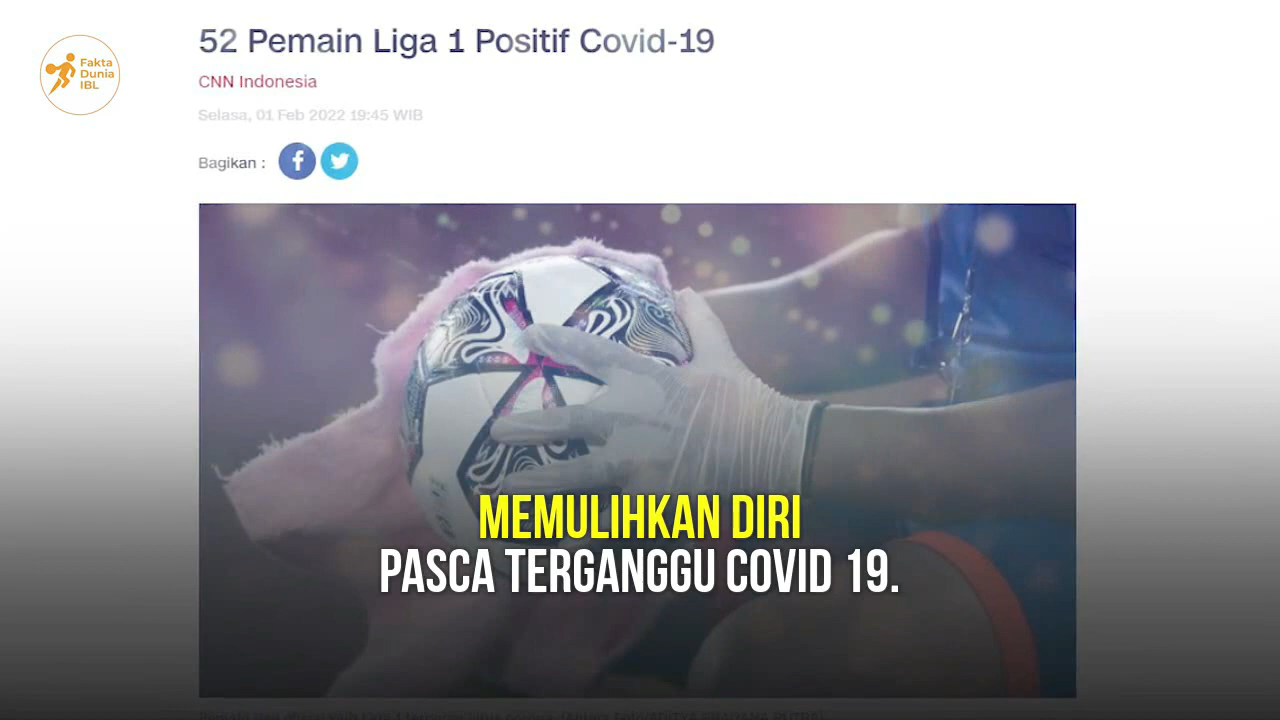 Fakta
Dunia
IBL
52 Pemain Liga 1 Positif Covid-19
CNN Indonesia
Selasa, 01 Feb 2022 19:45 WIB
Bagikan :
MEMULIHKAN DIRI
PASCA TERGANGGU COVID 19.